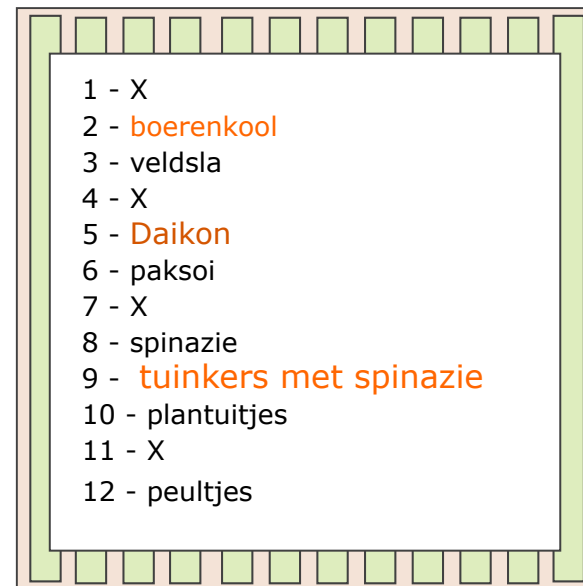 1 - X
2 - boerenkool
3 - veldsla
4 - X
5 - Daikon
6 - paksoi
7 - X
8 - spinazie
9 - tuinkers met spinazie
10 - plantuitjes
11 - X
12 - peultjes